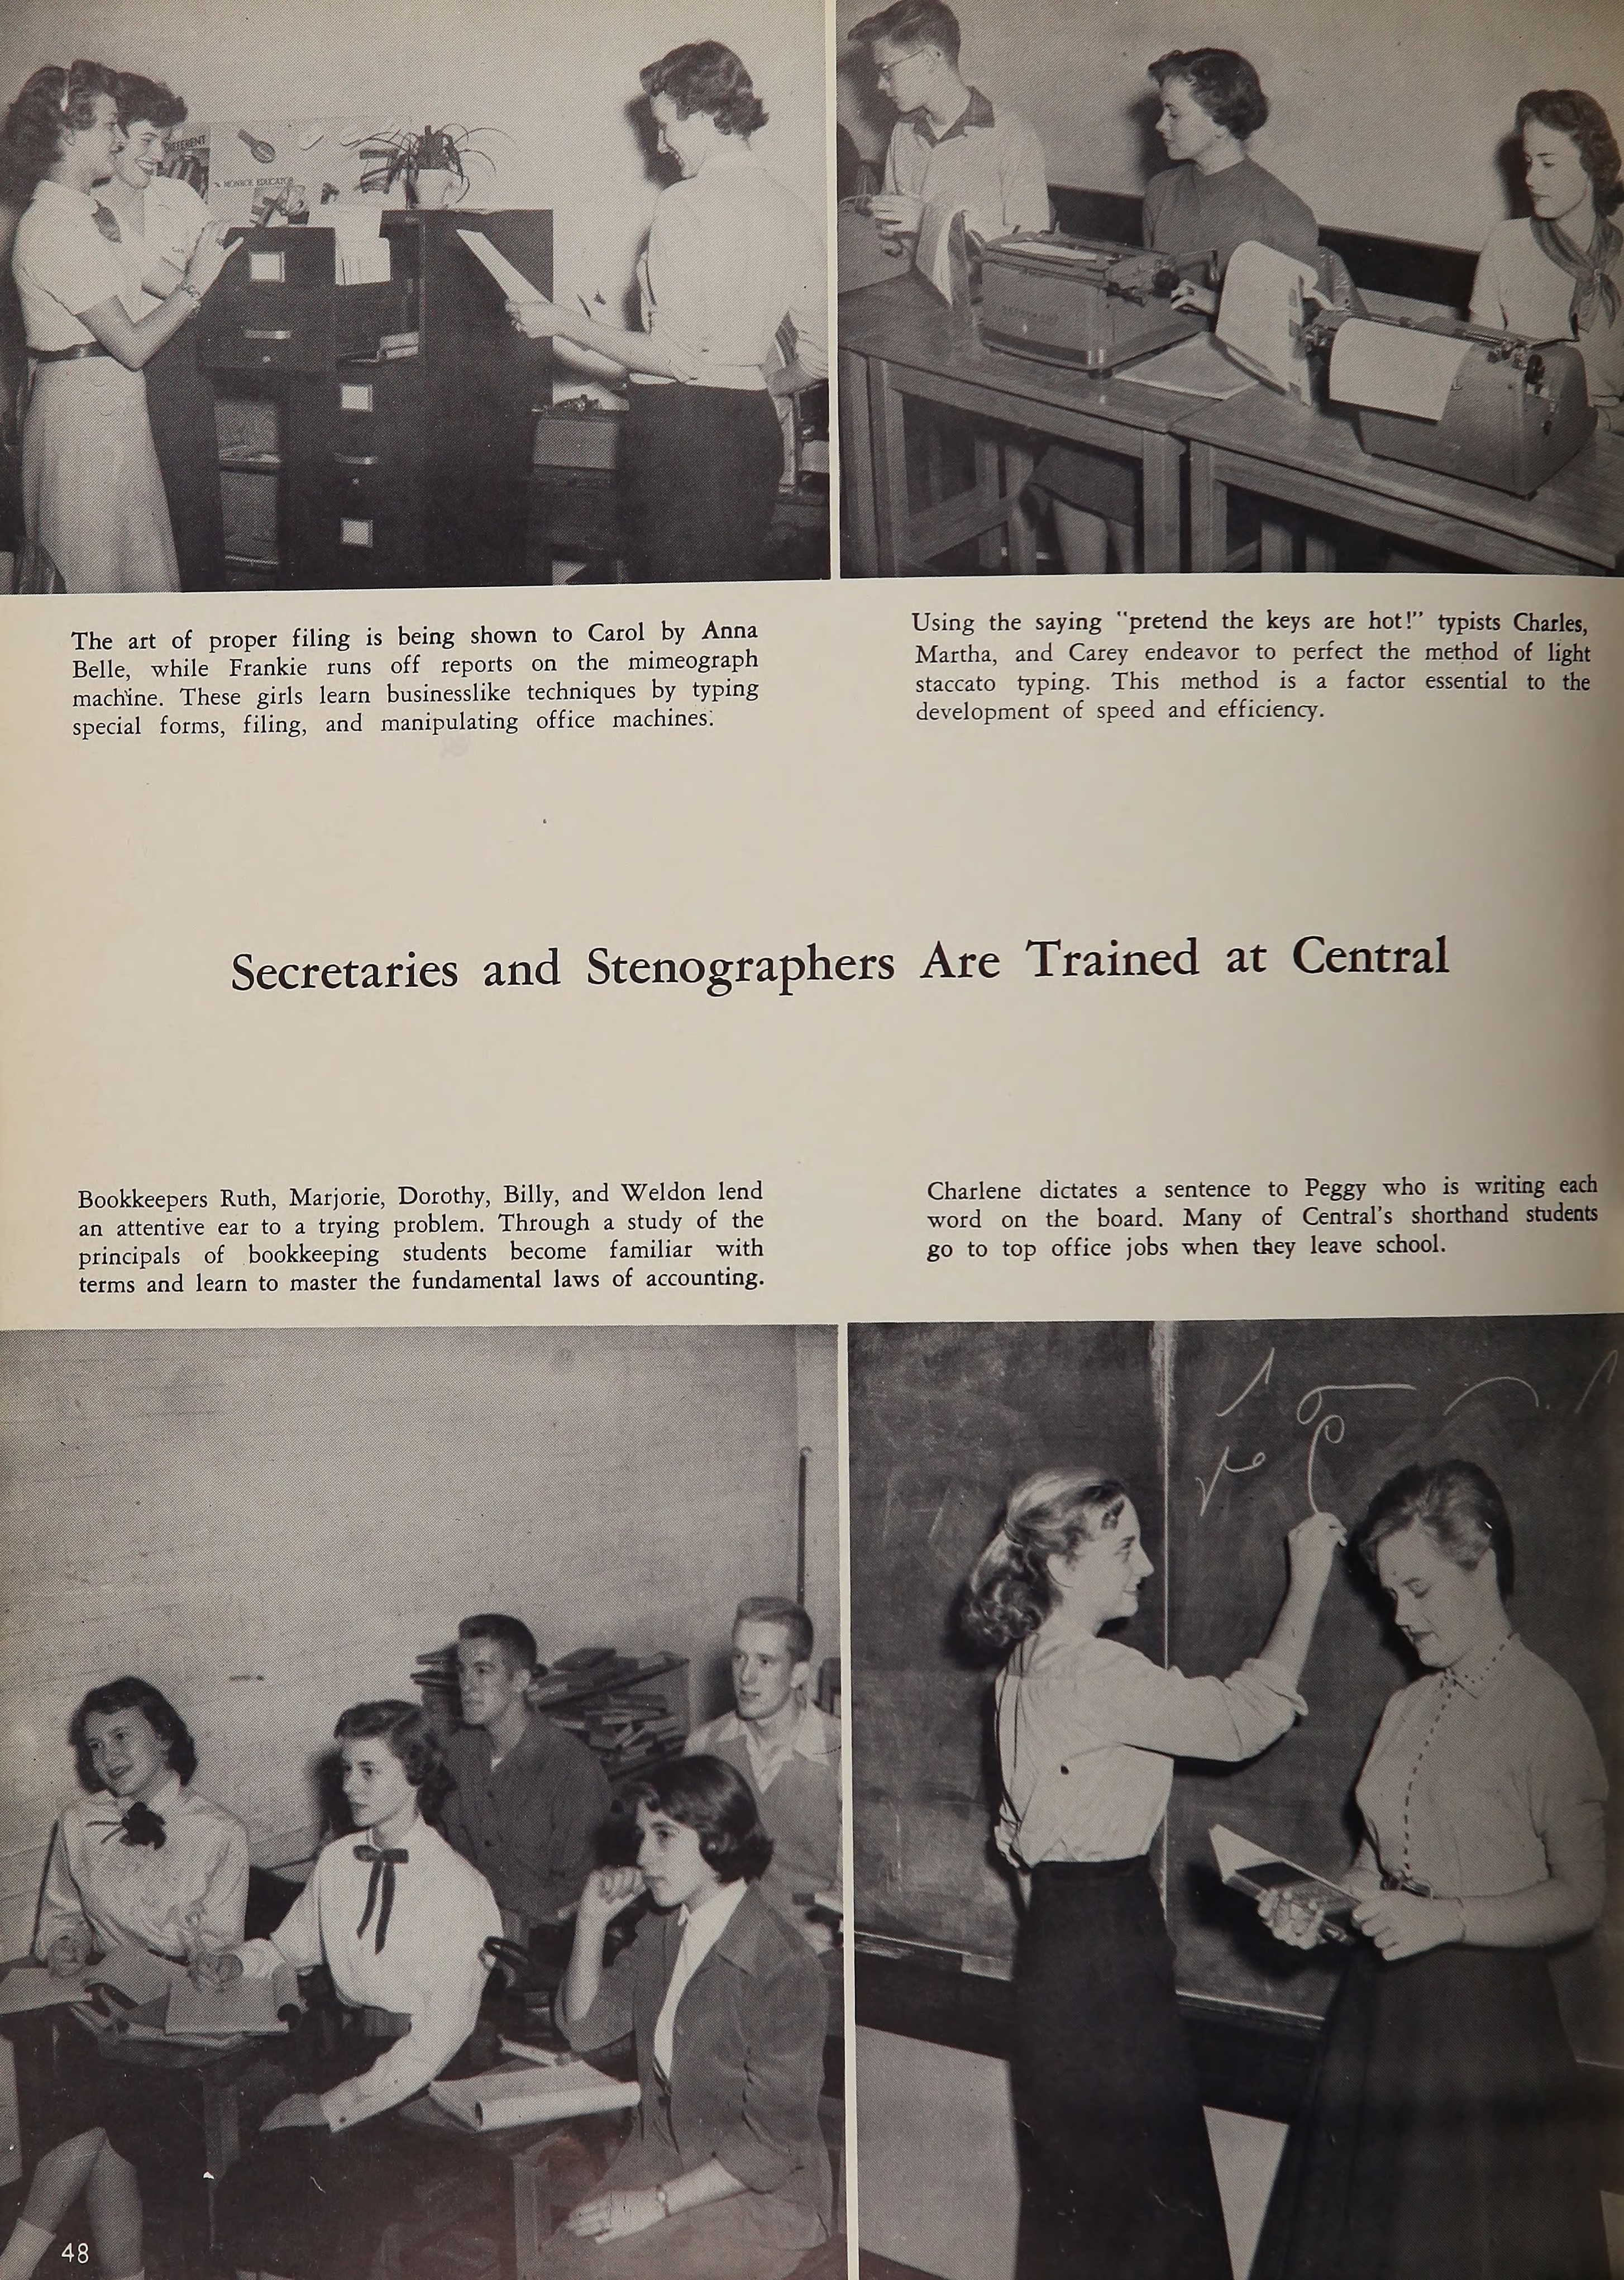 DIFFERENT
MONROE EDUCATOR
The art of proper filing is being shown to Carol by Anna
Belle, while Frankie runs off reports on the mimeograph
machine. These girls learn businesslike techniques by typing
special forms, filing, and manipulating office machines.
Using the saying "pretend the keys are hot!" typists Charles,
Martha, and Carey endeavor to perfect the method of light
staccato typing. This method is a factor essential to the
development of speed and efficiency.
Secretaries and Stenographers Are Trained at Central
Bookkeepers Ruth, Marjorie, Dorothy, Billy, and Weldon lend
an attentive ear to a trying problem. Through a study of the
principals of bookkeeping students become familiar with
terms and learn to master the fundamental laws of accounting.
Charlene dictates a sentence to Peggy who is writing each
word on the board. Many of Central's shorthand students
go to top office jobs when they leave school.
48